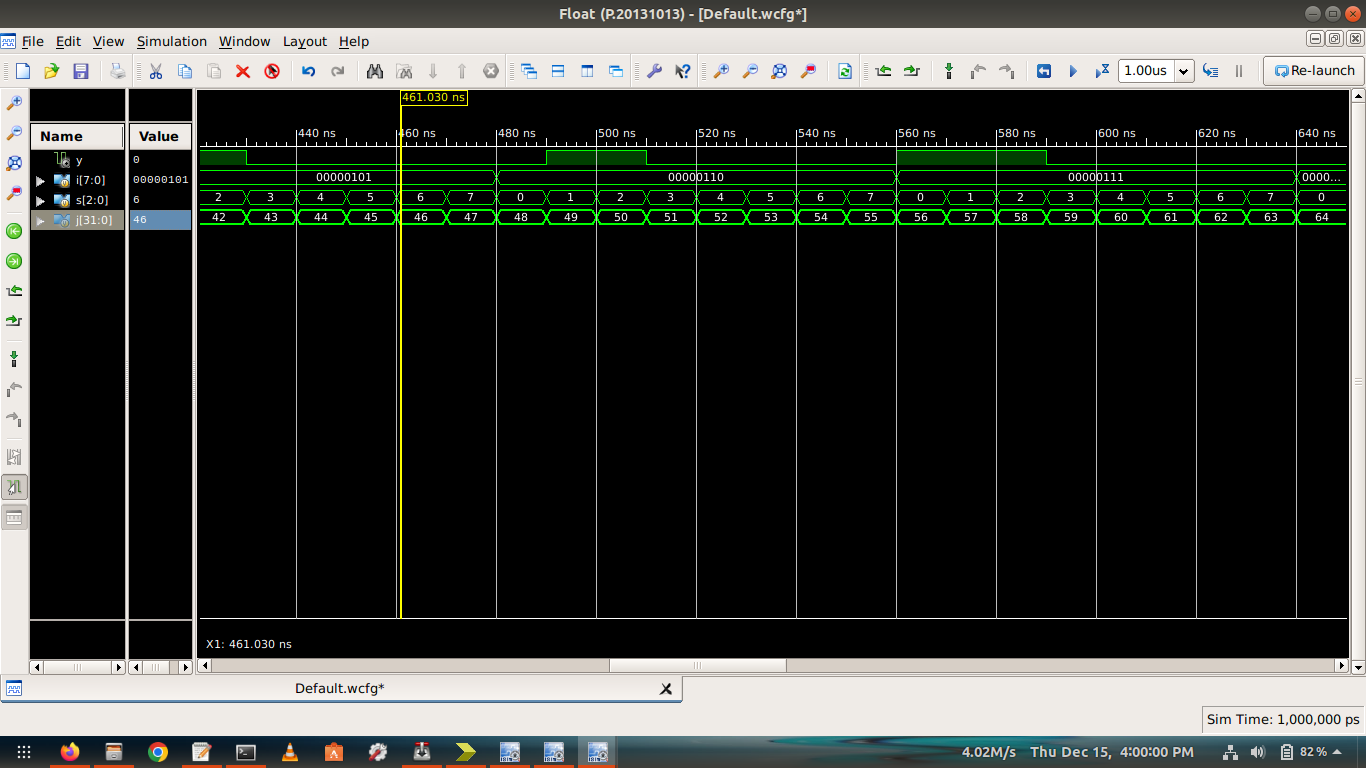 Float (P.20131013) - [Default.wcfg*]
File Edit View Simulation Window Layout Help
1.00us Re-launch
461.030 ns
Name Value
440 ns 460 ns 480 ns 500 ns 520 ns 540 ns 560 ns 580 ns 600 ns 620 ns 640 ns
y 0
i[7:0] 00000101 00000101 00000110 00000111 0000...
s[2:0] 6 2 3 4 5 6 7 0 1 2 3 4 5 6 7 0 1 2 3 4 5 6 7 0
j[31:0] 46 42 43 44 45 46 47 48 49 50 51 52 53 54 55 56 57 58 59 60 61 62 63 64
X1: 461.030 ns
Default.wcfg*
Sim Time: 1,000,000 ps
4.02M/s Thu Dec 15, 4:00:00 PM 82 %